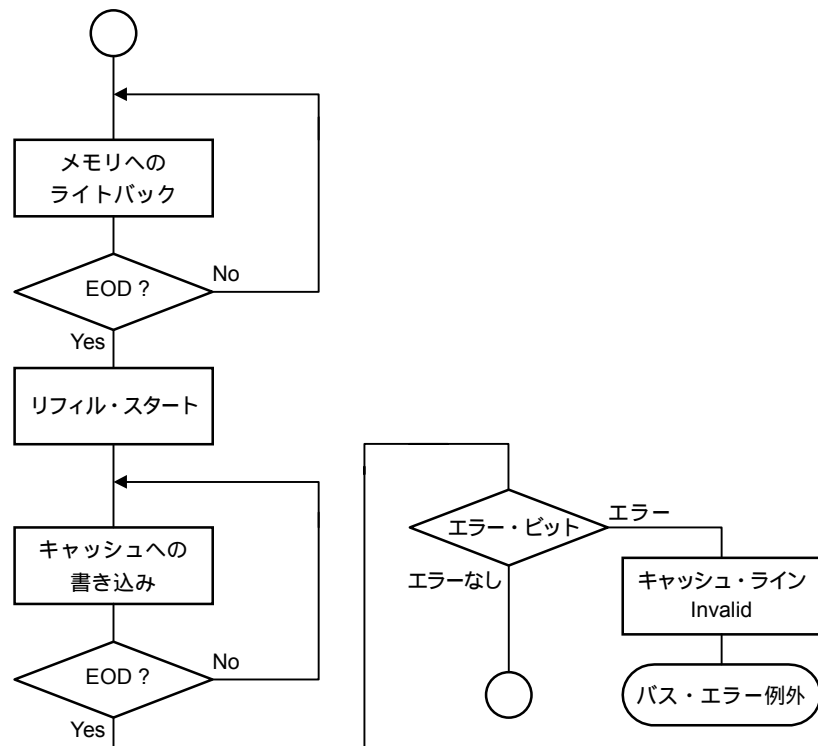 メモリへの
ライトバック
EOD ?
No
Yes
リフィル・スタート
キャッシュへの
書き込み
EOD ?
No
Yes
エラー・ビット
エラー
エラーなし
キャッシュ・ライン
Invalid
バス・エラー例外